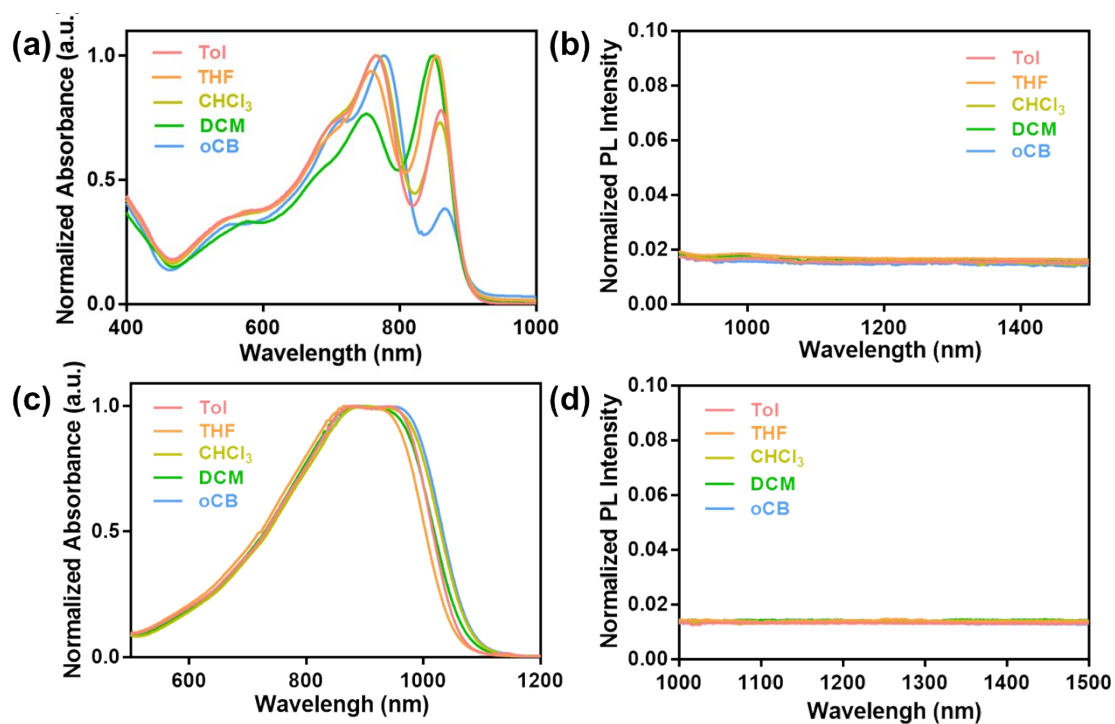 (a)
Normalized Absorbance (a.u.)
1.0
0.5
0.0
Tol
THF
CHCl₃
DCM
oCB
400
600
800
1000
Wavelength (nm)
(b)
Normalized PL Intensity
0.10
0.08
0.06
0.04
0.02
0.00
Tol
THF
CHCl₃
DCM
oCB
1000
1200
1400
Wavelength (nm)
(c)
Normalized Absorbance (a.u.)
1.0
0.5
0.0
Tol
THF
CHCl₃
DCM
oCB
600
800
1000
1200
Wavelength (nm)
(d)
Normalized PL Intensity
0.10
0.08
0.06
0.04
0.02
0.00
Tol
THF
CHCl₃
DCM
oCB
1000
1100
1200
1300
1400
1500
Wavelength (nm)